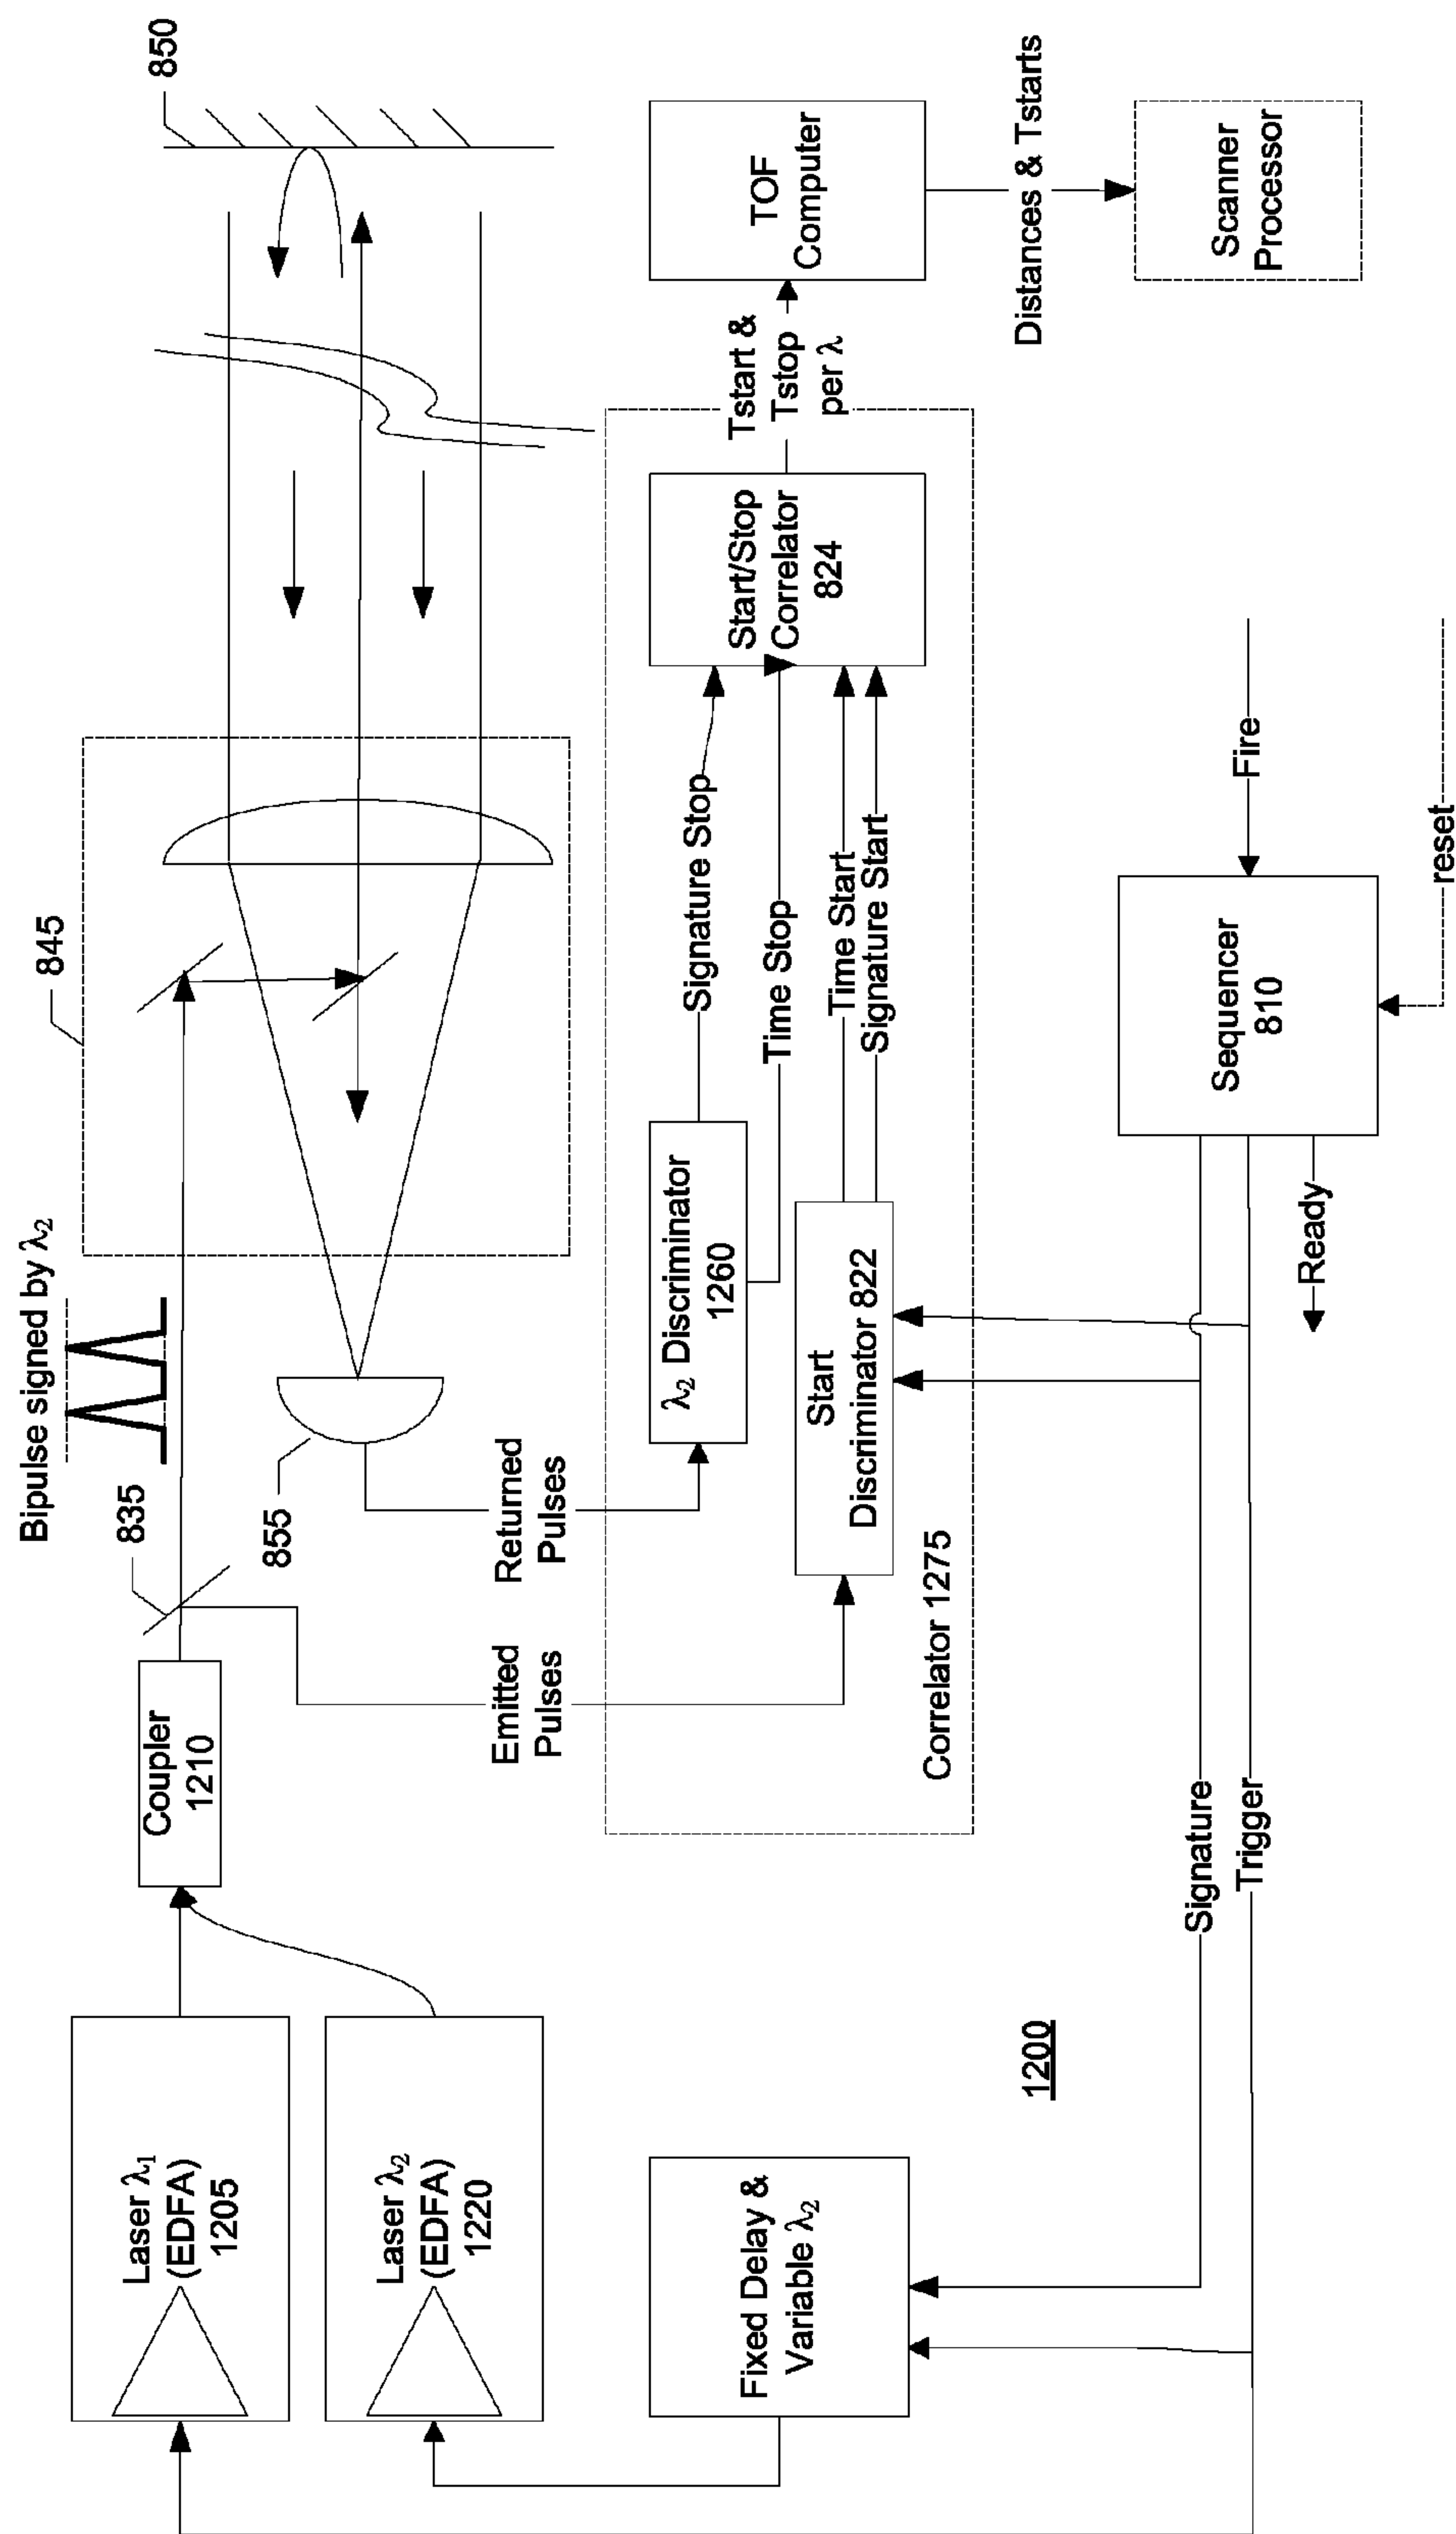 Bipulse signed by λ2
845
850
835
855
Laser λ1
(EDFA)
1205
Coupler
1210
Laser λ2
(EDFA)
1220
Emitted
Pulses
Returned
Pulses
Fixed Delay &
Variable λ2
λ2 Discriminator
1260
Signature Stop
Time Stop
Start
Discriminator 822
Time Start
Signature Start
Start/Stop
Correlator
824
Tstart &
Tstop
per λ
TOF
Computer
Correlator 1275
Distances & Tstarts
1200
Signature
Trigger
Ready
Sequencer
810
Fire
reset
Scanner
Processor